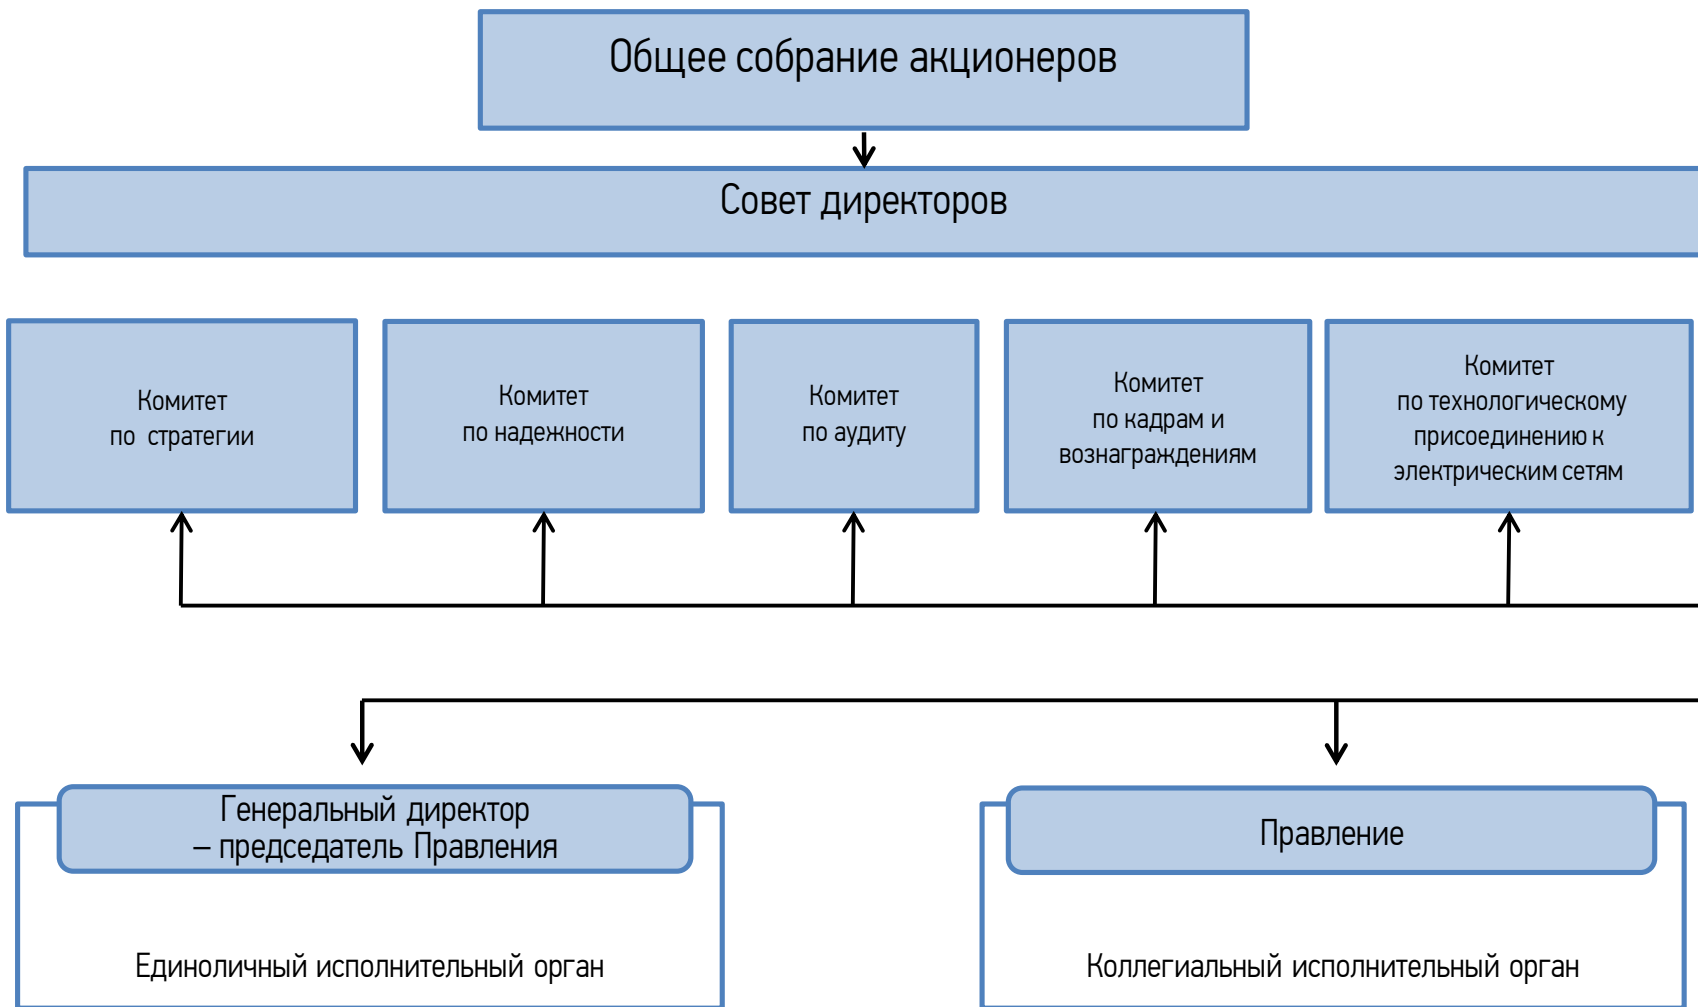 Общее собрание акционеров
Совет директоров
Комитет
по стратегии
Комитет
по надежности
Комитет
по аудиту
Комитет
по кадрам и
вознаграждениям
Комитет
по технологическому
присоединению к
электрическим сетям
Генеральный директор
– председатель Правления
Единоличный исполнительный орган
Правление
Коллегиальный исполнительный орган